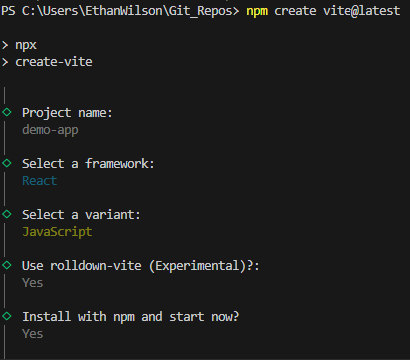 PS C:\Users\EthanWilson\Git_Repos> npm create vite@latest
> npx
> create-vite
Project name:
demo-app
Select a framework:
React
Select a variant:
JavaScript
Use rolldown-vite (Experimental)?:
Yes
Install with npm and start now?
Yes